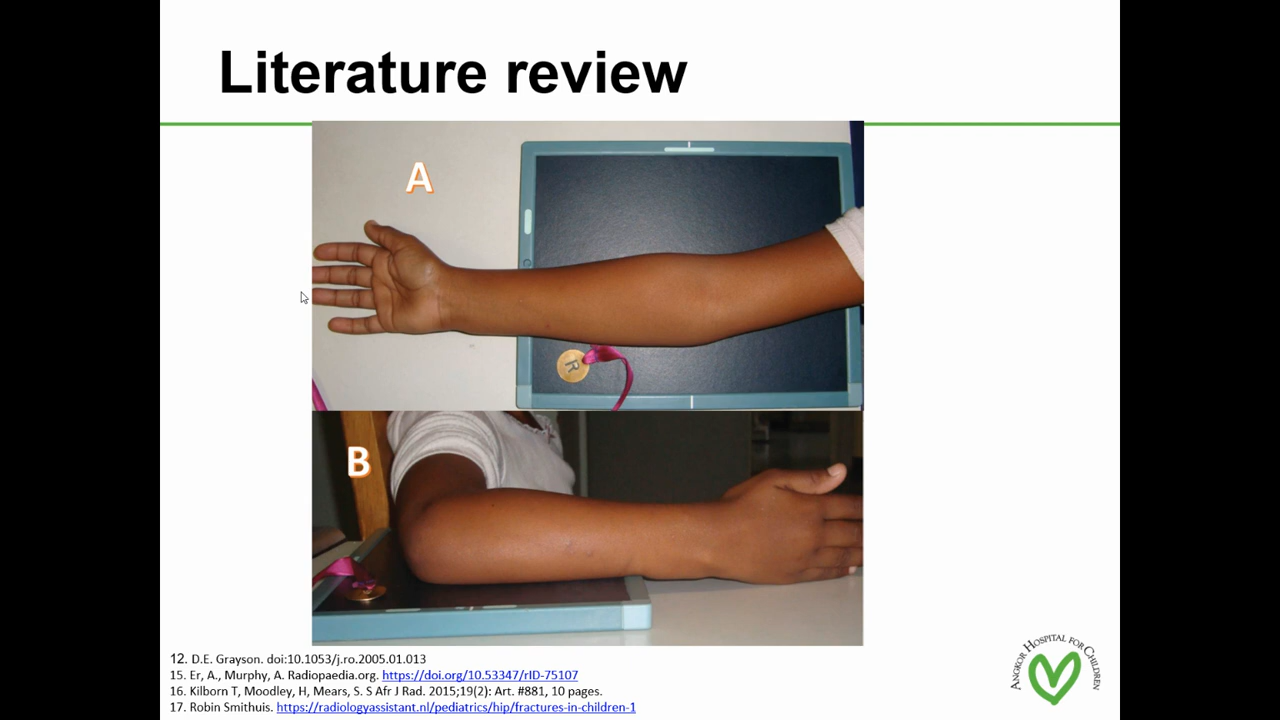 Literature review
A
R
B
12. D.E. Grayson. doi:10.1053/j.ro.2005.01.013
15. Er, A., Murphy, A. Radiopaedia.org. https://doi.org/10.53347/rID-75107
16. Kilborn T, Moodley, H, Mears, S. S Afr J Rad. 2015;19(2): Art. #881, 10 pages.
17. Robin Smithuis. https://radiologyassistant.nl/pediatrics/hip/fractures-in-children-1
ANGKOR HOSPITAL FOR CHILDREN